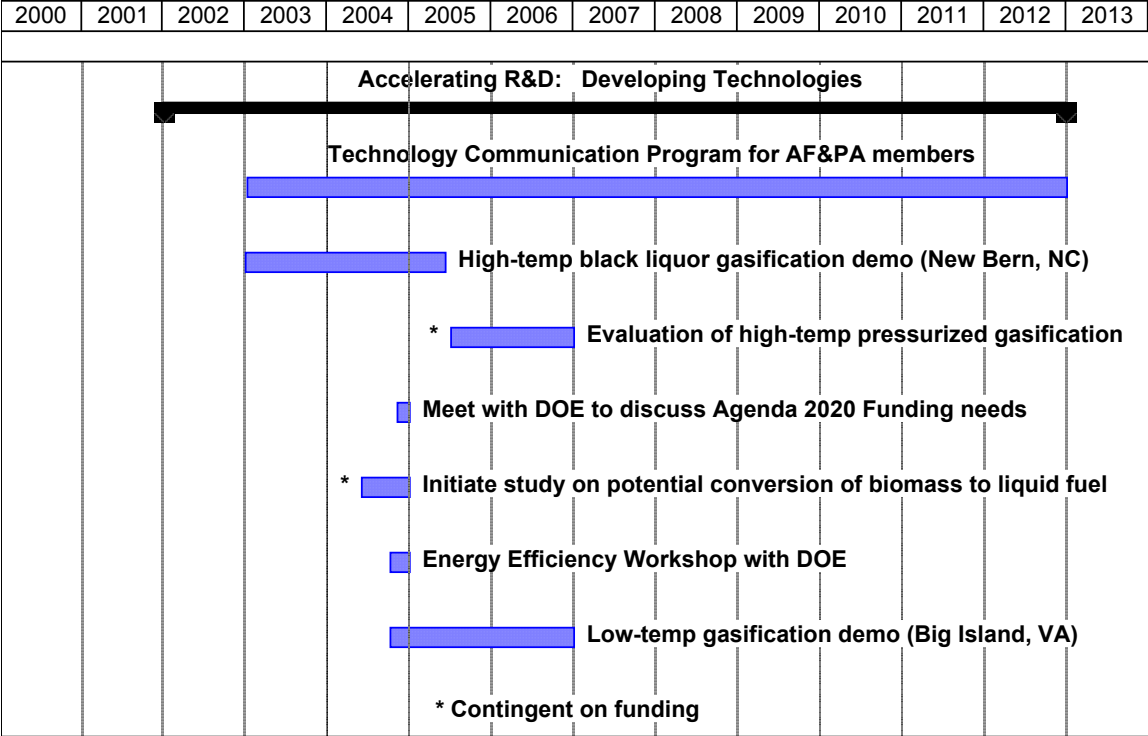 2000 2001 2002 2003 2004 2005 2006 2007 2008 2009 2010 2011 2012 2013
Accelerating R&D: Developing Technologies
Technology Communication Program for AF&PA members
High-temp black liquor gasification demo (New Bern, NC)
* Evaluation of high-temp pressurized gasification
Meet with DOE to discuss Agenda 2020 Funding needs
* Initiate study on potential conversion of biomass to liquid fuel
Energy Efficiency Workshop with DOE
Low-temp gasification demo (Big Island, VA)
* Contingent on funding